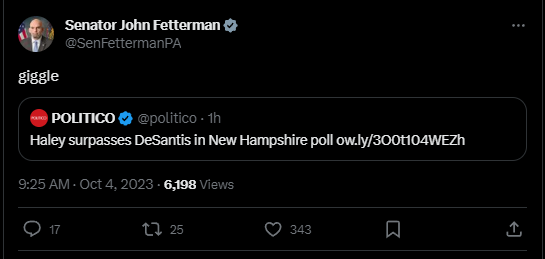 Senator John Fetterman
@SenFettermanPA
giggle
POLITICO @politico · 1h
Haley surpasses DeSantis in New Hampshire poll ow.ly/3O0t104WEZh
9:25 AM · Oct 4, 2023 · 6,198 Views
17 25 343